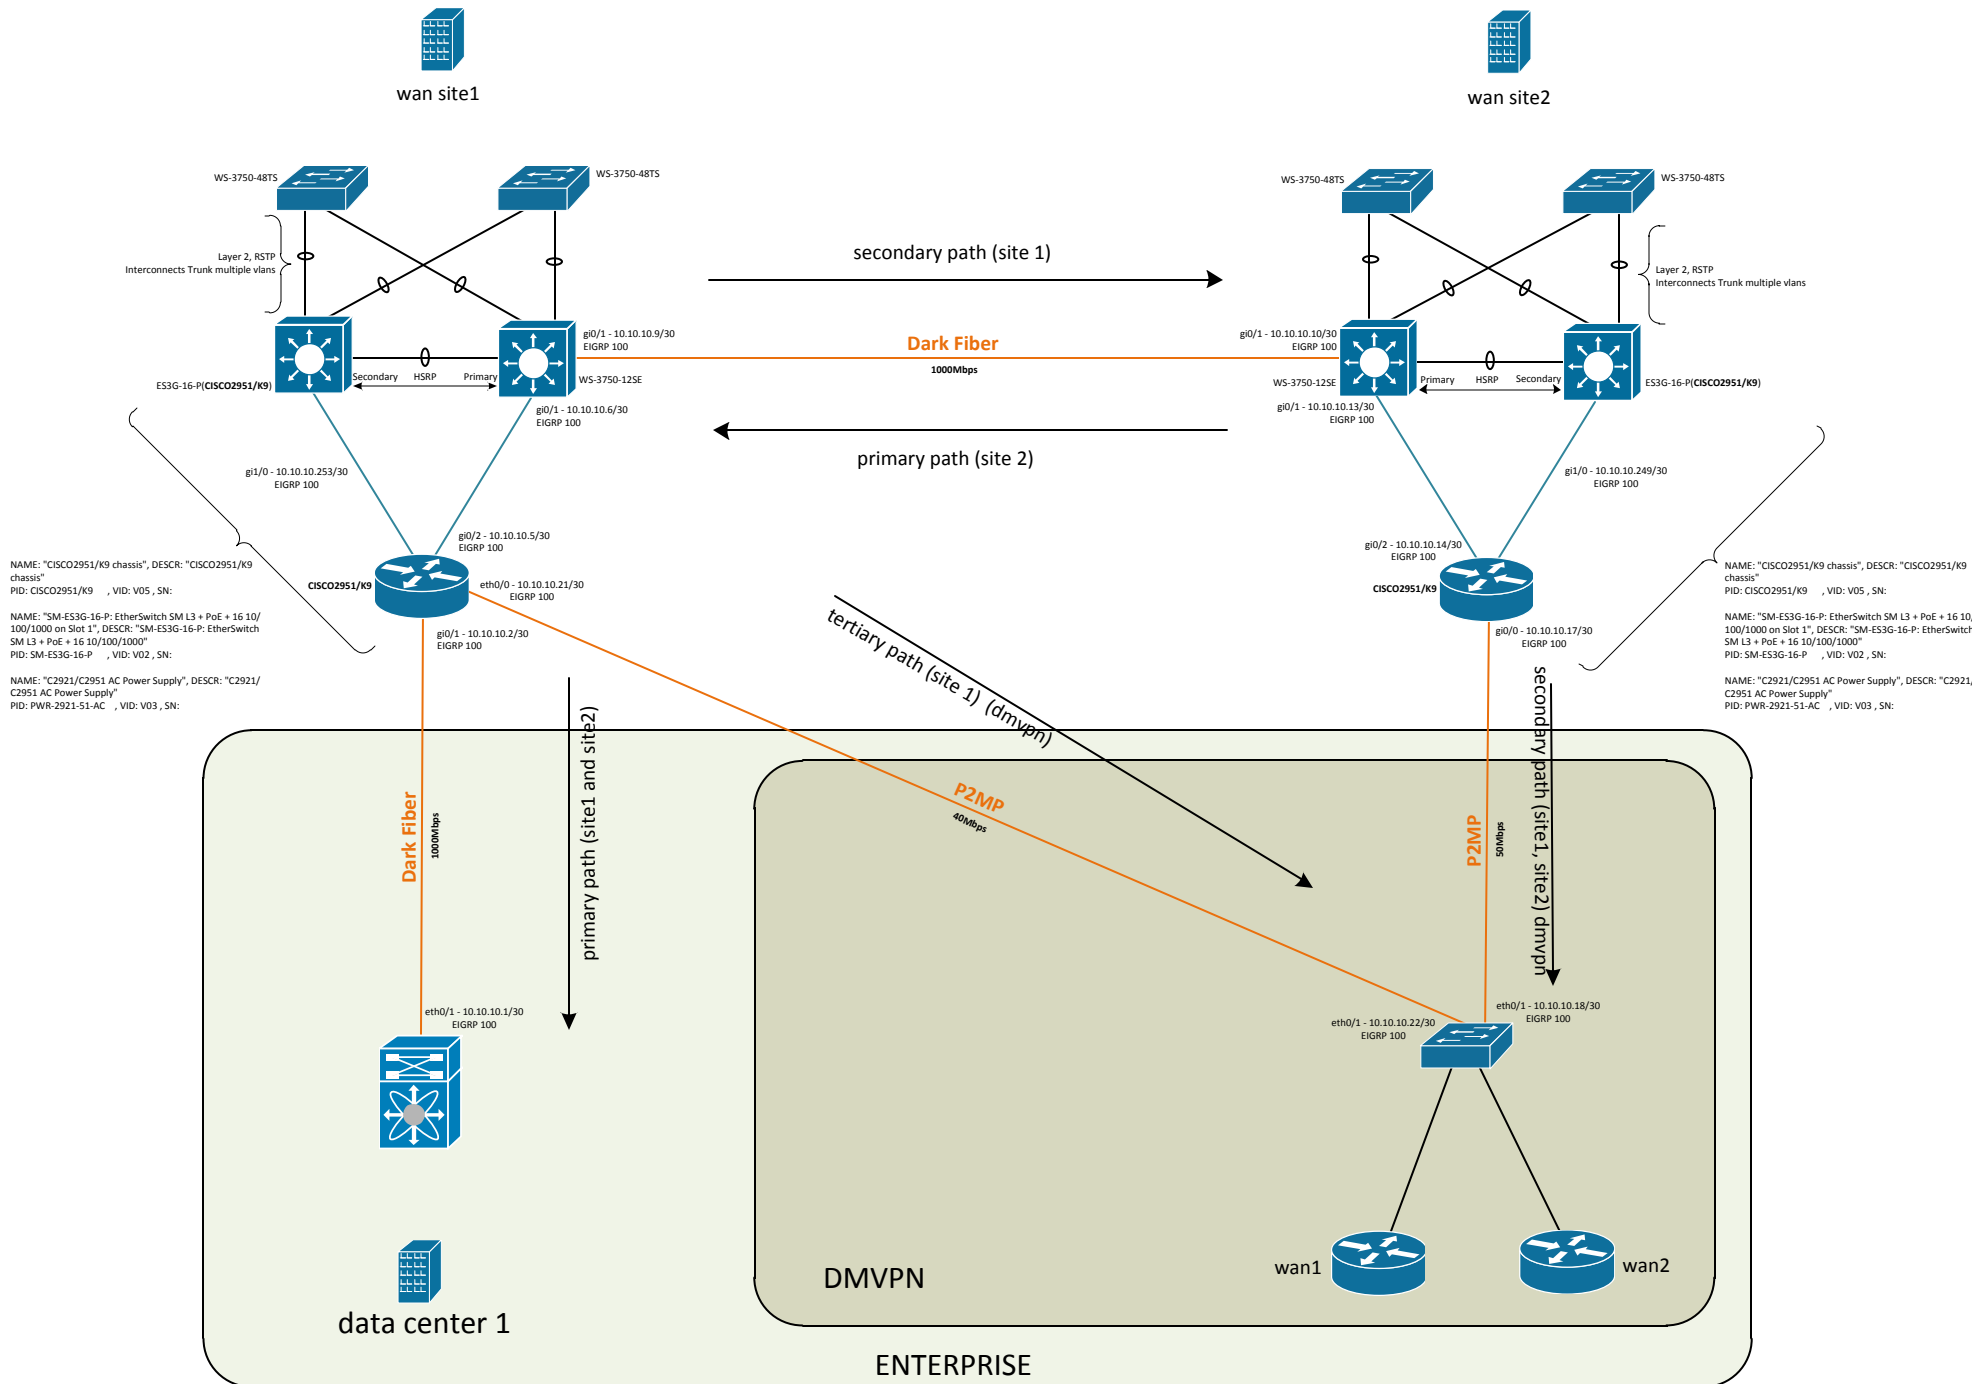 wan site1
wan site2
WS-3750-48TS
WS-3750-48TS
WS-3750-48TS
WS-3750-48TS
Layer 2, RSTP
Interconnects Trunk multiple vlans
secondary path (site 1)
Layer 2, RSTP
Interconnects Trunk multiple vlans
gi0/1 - 10.10.10.9/30
EIGRP 100
Dark Fiber
1000Mbps
gi0/1 - 10.10.10.10/30
EIGRP 100
Secondary
HSRP
Primary
ES3G-16-P(CISCO2951/K9)
WS-3750-12SE
WS-3750-12SE
Primary
HSRP
Secondary
ES3G-16-P(CISCO2951/K9)
gi0/1 - 10.10.10.6/30
EIGRP 100
gi0/1 - 10.10.10.13/30
EIGRP 100
primary path (site 2)
gi1/0 - 10.10.10.253/30
EIGRP 100
gi1/0 - 10.10.10.249/30
EIGRP 100
gi0/2 - 10.10.10.5/30
EIGRP 100
gi0/2 - 10.10.10.14/30
EIGRP 100
CISCO2951/K9
eth0/0 - 10.10.10.21/30
EIGRP 100
CISCO2951/K9
gi0/1 - 10.10.10.2/30
EIGRP 100
gi0/0 - 10.10.10.17/30
EIGRP 100
NAME: "CISCO2951/K9 chassis", DESCR: "CISCO2951/K9
chassis"
PID: CISCO2951/K9 , VID: V05 , SN:
NAME: "SM-ES3G-16-P: EtherSwitch SM L3 + PoE + 16 10/
100/1000 on Slot 1", DESCR: "SM-ES3G-16-P: EtherSwitch
SM L3 + PoE + 16 10/100/1000"
PID: SM-ES3G-16-P , VID: V02 , SN:
NAME: "C2921/C2951 AC Power Supply", DESCR: "C2921/
C2951 AC Power Supply"
PID: PWR-2921-51-AC , VID: V03 , SN:
NAME: "CISCO2951/K9 chassis", DESCR: "CISCO2951/K9
chassis"
PID: CISCO2951/K9 , VID: V05 , SN:
NAME: "SM-ES3G-16-P: EtherSwitch SM L3 + PoE + 16 10/
100/1000 on Slot 1", DESCR: "SM-ES3G-16-P: EtherSwitch
SM L3 + PoE + 16 10/100/1000"
PID: SM-ES3G-16-P , VID: V02 , SN:
NAME: "C2921/C2951 AC Power Supply", DESCR: "C2921/
C2951 AC Power Supply"
PID: PWR-2921-51-AC , VID: V03 , SN:
tertiary path (site 1) (dmvpn)
primary path (site1 and site2)
secondary path (site1, site2) dmvpn
Dark Fiber
1000Mbps
P2MP
40Mbps
P2MP
50Mbps
eth0/1 - 10.10.10.1/30
EIGRP 100
eth0/1 - 10.10.10.22/30
EIGRP 100
eth0/1 - 10.10.10.18/30
EIGRP 100
wan1
wan2
DMVPN
data center 1
ENTERPRISE